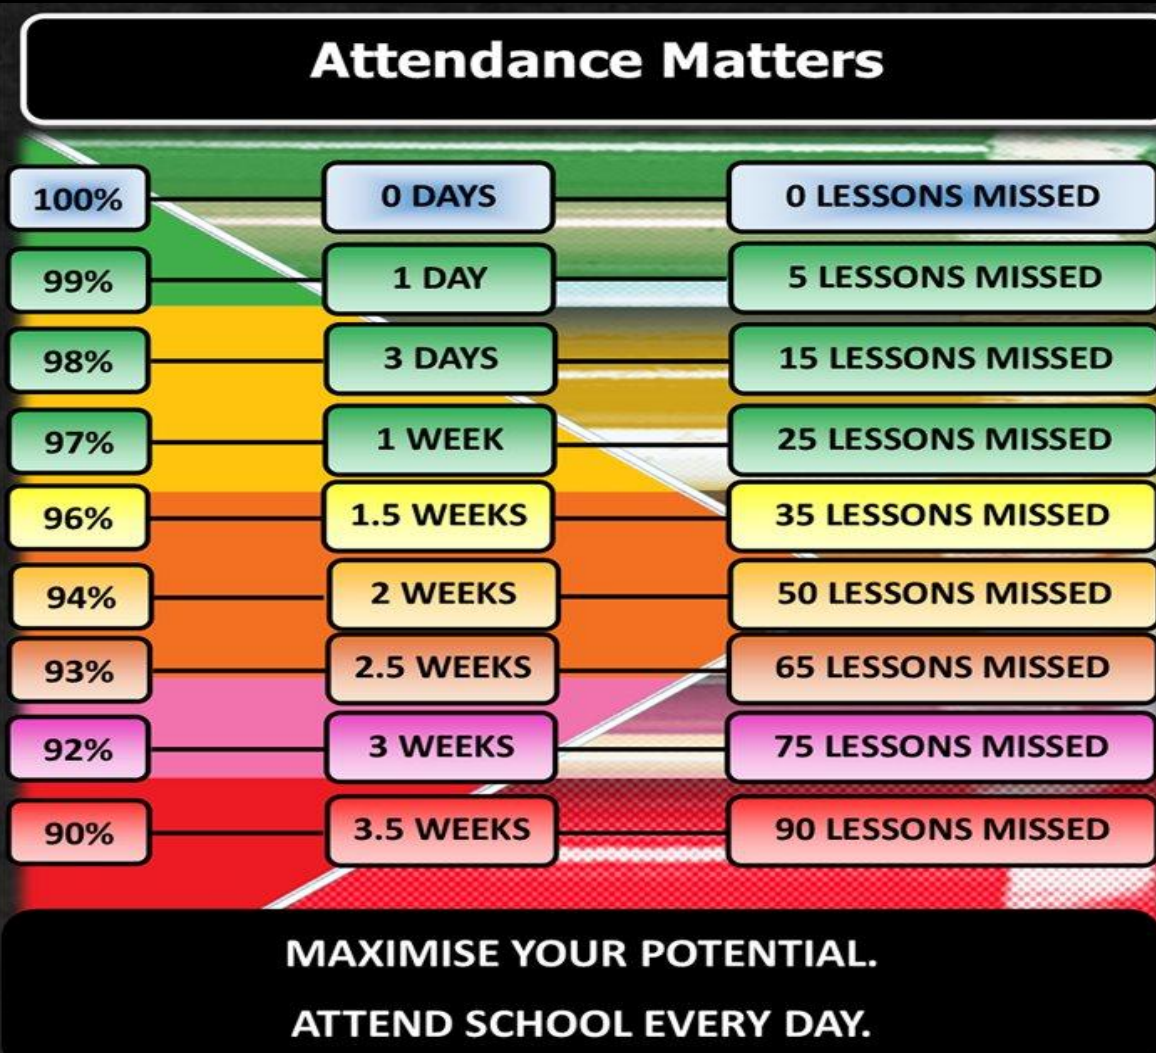 Attendance Matters
100% 0 DAYS 0 LESSONS MISSED
99% 1 DAY 5 LESSONS MISSED
98% 3 DAYS 15 LESSONS MISSED
97% 1 WEEK 25 LESSONS MISSED
96% 1.5 WEEKS 35 LESSONS MISSED
94% 2 WEEKS 50 LESSONS MISSED
93% 2.5 WEEKS 65 LESSONS MISSED
92% 3 WEEKS 75 LESSONS MISSED
90% 3.5 WEEKS 90 LESSONS MISSED
MAXIMISE YOUR POTENTIAL.
ATTEND SCHOOL EVERY DAY.